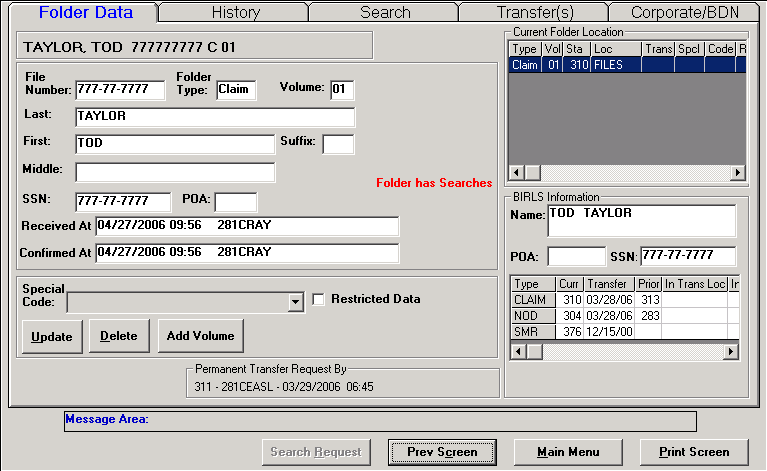 Folder Data History Search Transfer(s) Corporate/BDN
TAYLOR, TOD 777777777 C 01
File Number: 777-77-7777 Folder Type: Claim Volume: 01
Last: TAYLOR
First: TOD Suffix:
Middle:
Folder has Searches
SSN: 777-77-7777 POA:
Received At 04/27/2006 09:56 281CRAY
Confirmed At 04/27/2006 09:56 281CRAY
Special Code: Restricted Data
Update Delete Add Volume
Permanent Transfer Request By
311 - 281CEASL - 03/29/2006 06:45
Current Folder Location
Type Vol Sta Loc Trans Spcl Code R
Claim 01 310 FILES
BIRLS Information
Name: TOD TAYLOR
POA: SSN: 777-77-7777
Type Curr Transfer Prior In Trans Loc In
CLAIM 310 03/28/06 313
NOD 304 03/28/06 283
SMR 376 12/15/00
Message Area:
Search Request Prev Screen Main Menu Print Screen